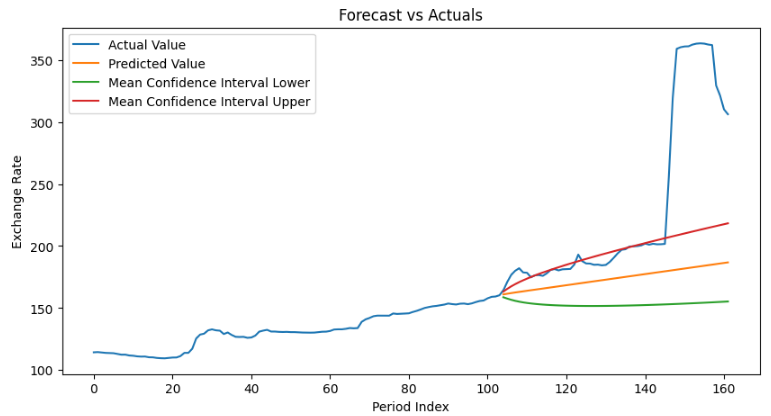 Forecast vs Actuals
Actual Value
Predicted Value
Mean Confidence Interval Lower
Mean Confidence Interval Upper
350
300
250
200
150
100
Exchange Rate
0 20 40 60 80 100 120 140 160
Period Index